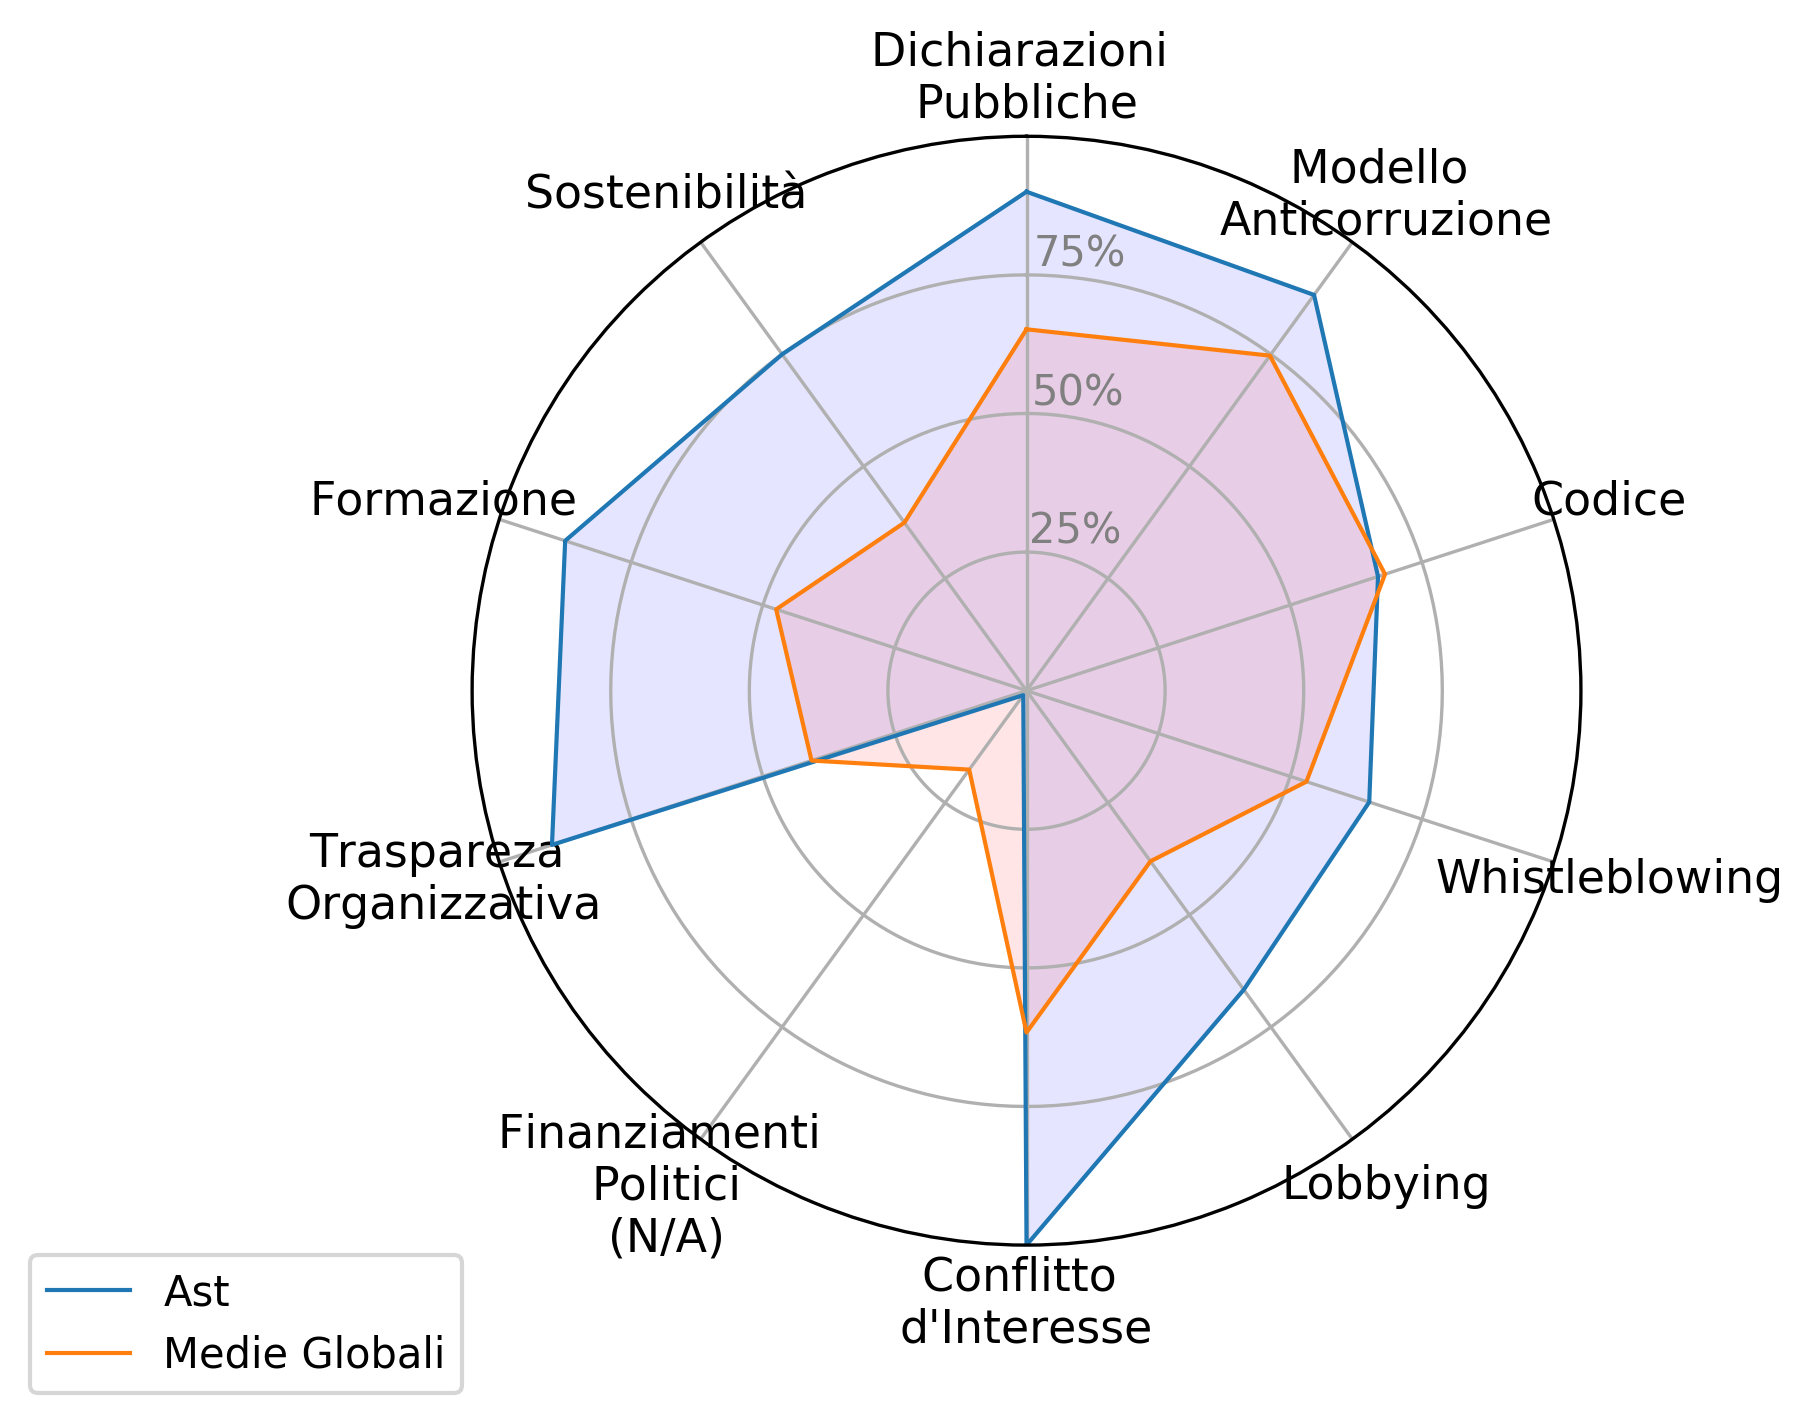 Dichiarazioni
Pubbliche
Modello
Anticorruzione
Sostenibilità
75%
50%
25%
Formazione
Codice
Traspareza
Organizzativa
Whistleblowing
Finanziamenti
Politici
(N/A)
Lobbying
Conflitto
d'Interesse
Ast
Medie Globali